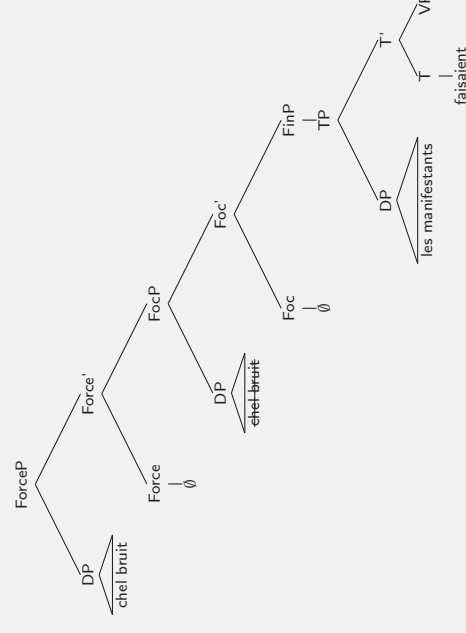 ForceP
DP
chel bruit
Force'
Force
∅
FocP
DP
chel bruit
Foc'
Foc
∅
FinP
TP
DP
les manifestants
T'
T
faisaient